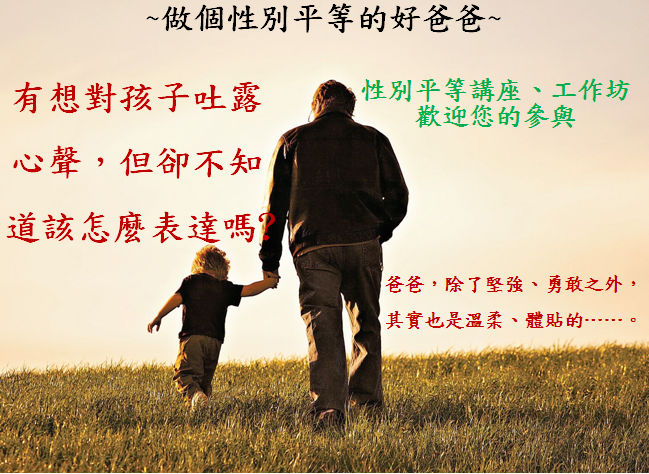 ~做個性別平等的好爸爸~
有想對孩子吐露
心聲，但卻不知
道該怎麼表達嗎?
性別平等講座、工作坊
歡迎您的參與
爸爸，除了堅強、勇敢之外，
其實也是溫柔、體貼的……。